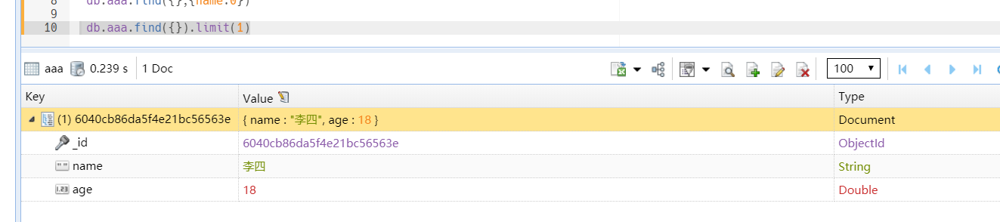 8 db.aaa.find({},{name:0})
9
10 db.aaa.find({}).limit(1)
aaa 0.239 s 1 Doc 100
Key Value Type
(1) 6040cb86da5f4e21bc56563e { name : "李四", age : 18 } Document
_id 6040cb86da5f4e21bc56563e ObjectId
" " name 李四 String
1.23 age 18 Double